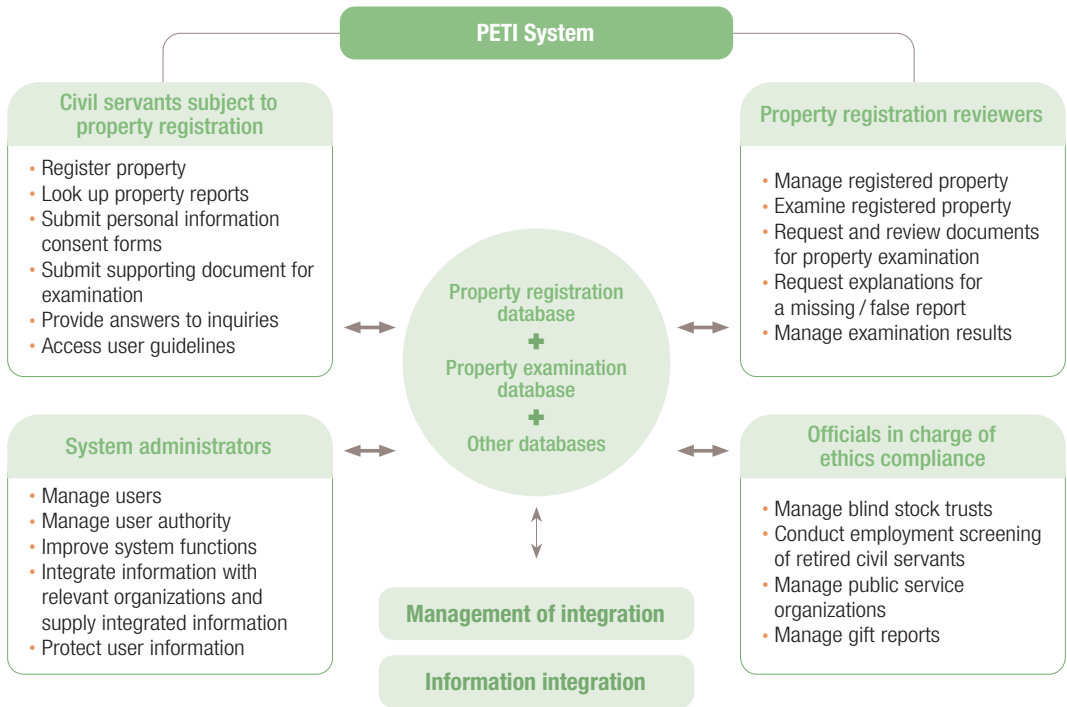 PETI System
Civil servants subject to
property registration
• Register property
• Look up property reports
• Submit personal information
consent forms
• Submit supporting document for
examination
• Provide answers to inquiries
• Access user guidelines
Property registration reviewers
• Manage registered property
• Examine registered property
• Request and review documents
for property examination
• Request explanations for
a missing / false report
• Manage examination results
Property registration
database
+
Property examination
database
+
Other databases
System administrators
• Manage users
• Manage user authority
• Improve system functions
• Integrate information with
relevant organizations and
supply integrated information
• Protect user information
Officials in charge of
ethics compliance
• Manage blind stock trusts
• Conduct employment screening
of retired civil servants
• Manage public service
organizations
• Manage gift reports
Management of integration
Information integration